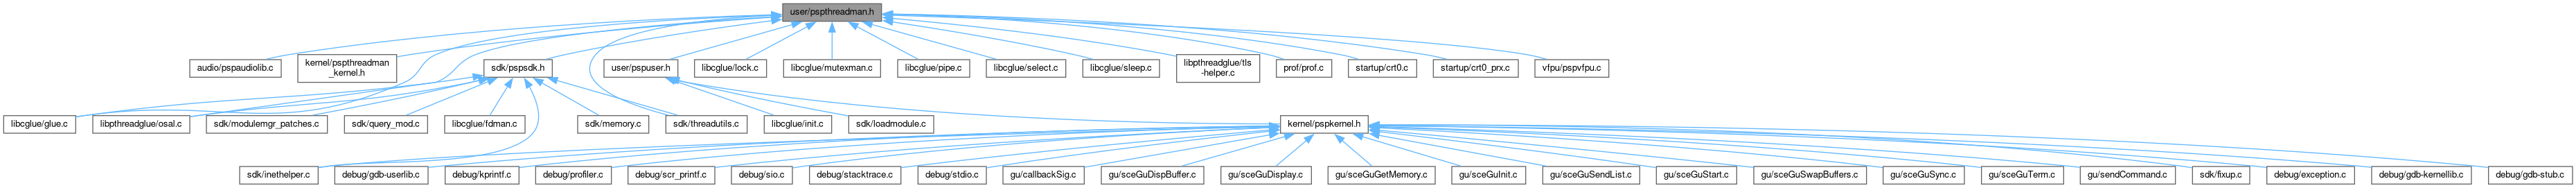 user/pspthreadman.h
audio/pspaudiolib.c
kernel/pspthreadman
_kernel.h
sdk/pspsdk.h
user/pspuser.h
libcglue/lock.c
libcglue/mutexman.c
libcglue/pipe.c
libcglue/select.c
libcglue/sleep.c
libpthreadglue/tls
-helper.c
prof/prof.c
startup/crt0.c
startup/crt0_prx.c
vfpu/pspvfpu.c
libcglue/glue.c
libpthreadglue/osal.c
sdk/modulemgr_patches.c
sdk/query_mod.c
libcglue/fdman.c
sdk/memory.c
sdk/threadutils.c
libcglue/init.c
sdk/loadmodule.c
kernel/pspkernel.h
sdk/inethelper.c
debug/gdb-userlib.c
debug/kprintf.c
debug/profiler.c
debug/scr_printf.c
debug/sio.c
debug/stacktrace.c
debug/stdio.c
gu/callbackSig.c
gu/sceGuDispBuffer.c
gu/sceGuDisplay.c
gu/sceGuGetMemory.c
gu/sceGuInit.c
gu/sceGuSendList.c
gu/sceGuStart.c
gu/sceGuSwapBuffers.c
gu/sceGuSync.c
gu/sceGuTerm.c
gu/sendCommand.c
sdk/fixup.c
debug/exception.c
debug/gdb-kernellib.c
debug/gdb-stub.c